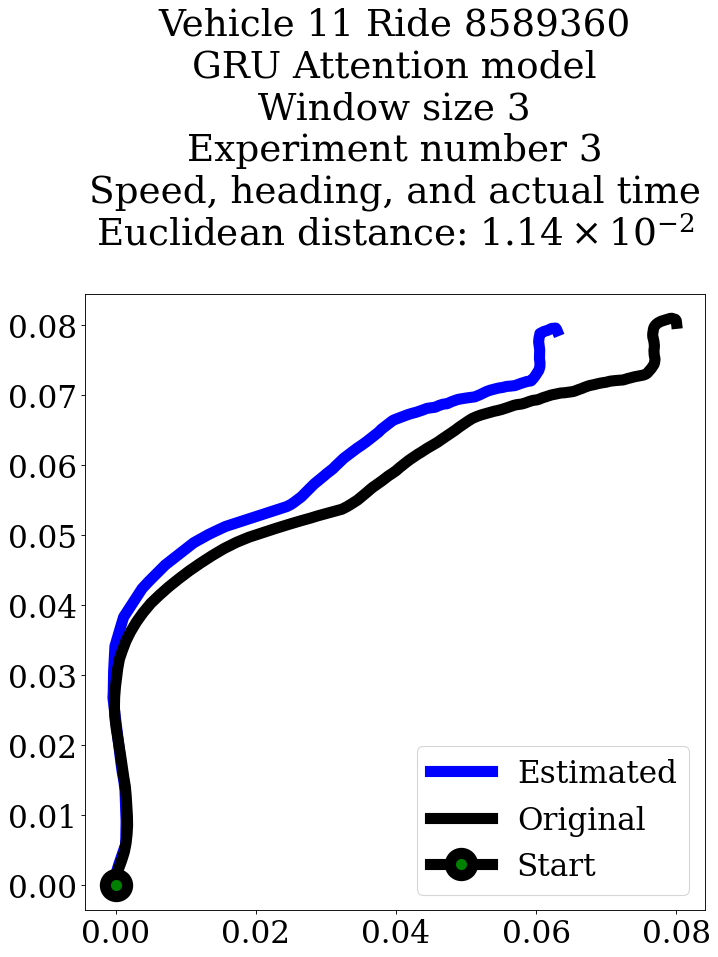 Vehicle 11 Ride 8589360
GRU Attention model
Window size 3
Experiment number 3
Speed, heading, and actual time
Euclidean distance: 1.14 × 10⁻²
0.08
0.07
0.06
0.05
0.04
0.03
0.02
0.01
0.00
Estimated
Original
Start
0.00 0.02 0.04 0.06 0.08